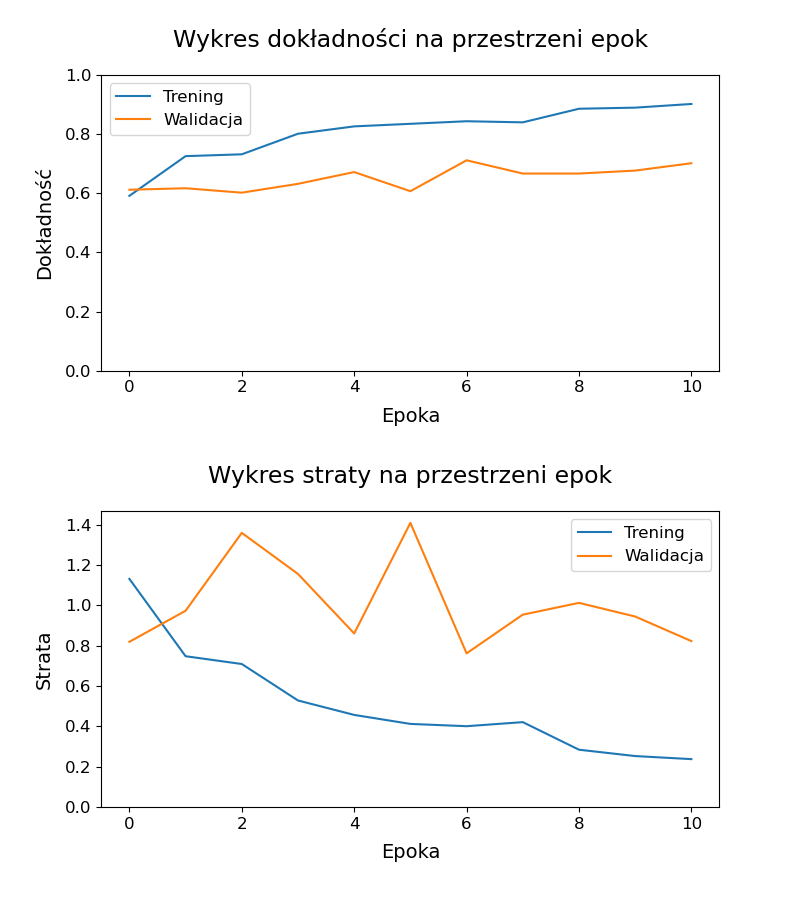 Wykres dokładności na przestrzeni epok
1.0
Trening
Walidacja
0.8
0.6
0.4
0.2
0.0
Dokładność
0 2 4 6 8 10
Epoka
Wykres straty na przestrzeni epok
1.4
Trening
Walidacja
1.2
1.0
0.8
0.6
0.4
0.2
0.0
Strata
0 2 4 6 8 10
Epoka